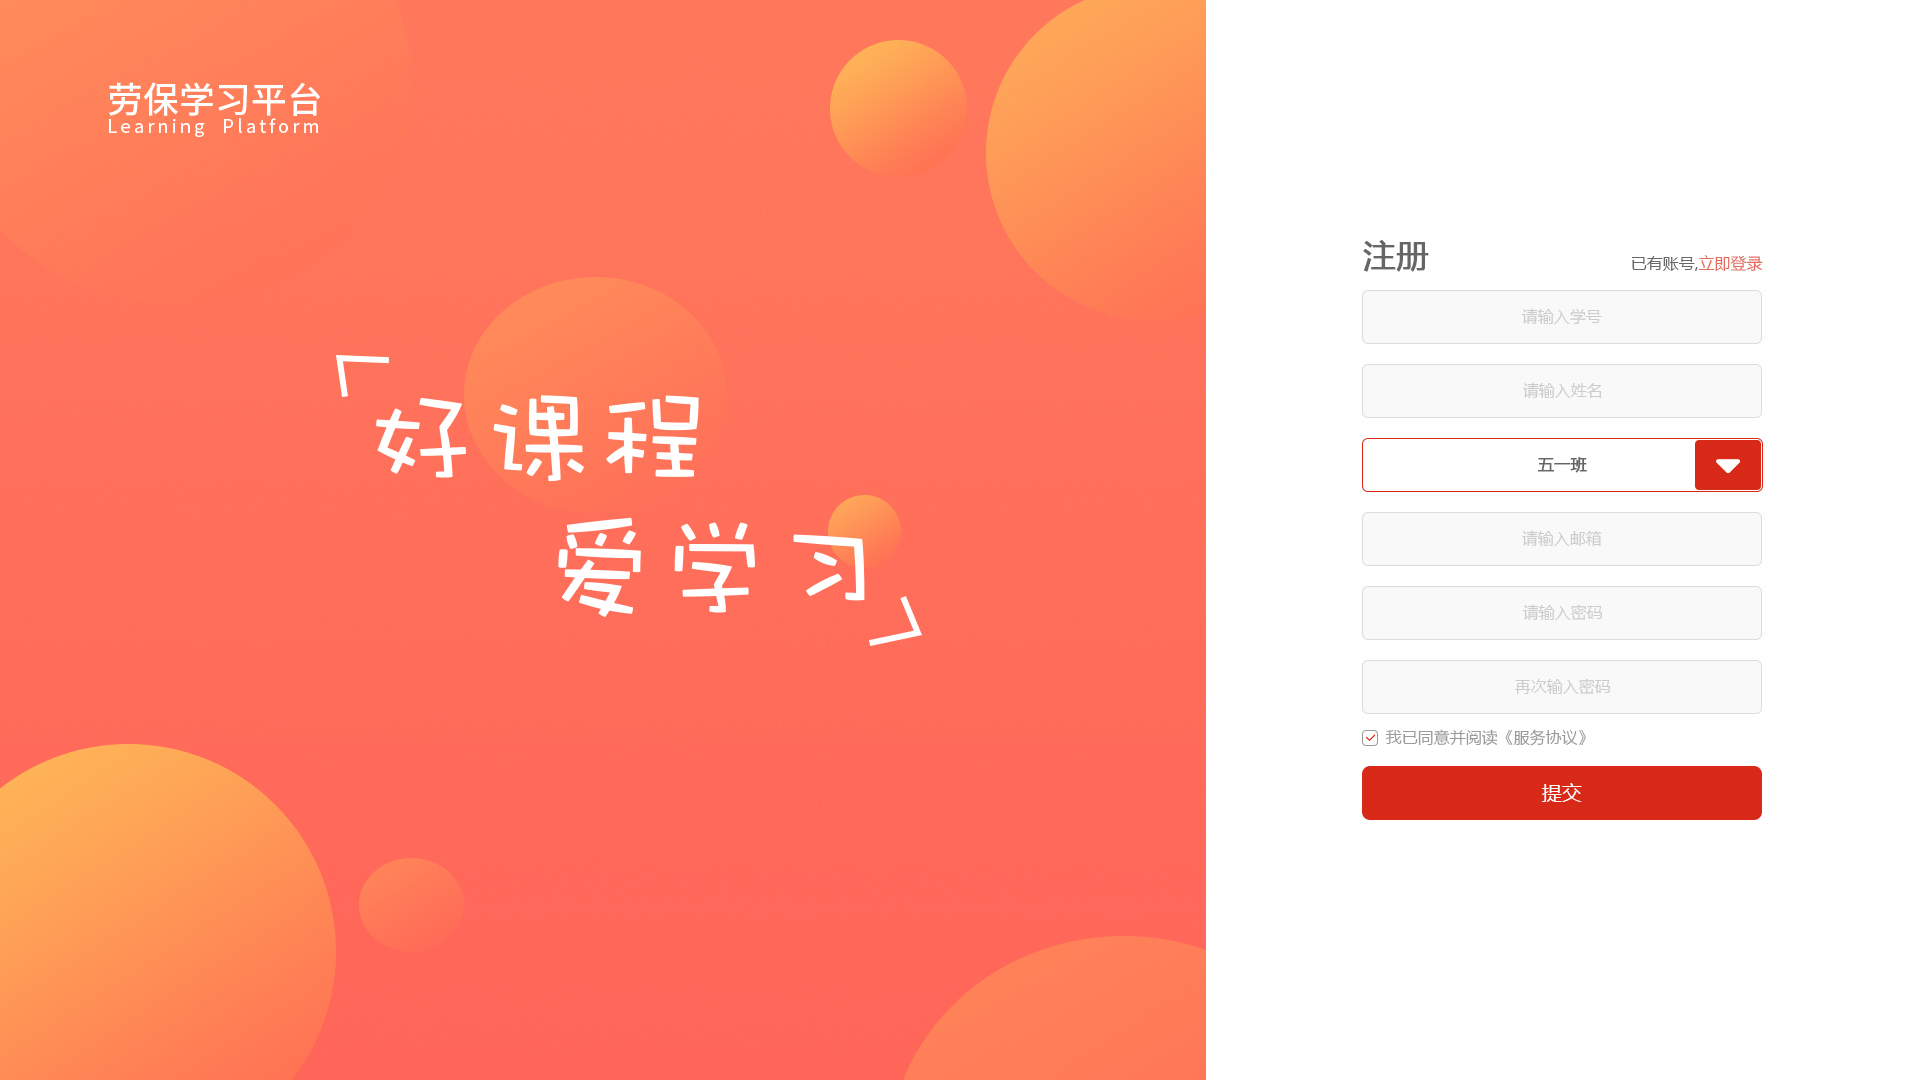 劳保学习平台
Learning Platform
好课程
爱学习
注册
已有账号,立即登录
请输入学号
请输入姓名
五一班
请输入邮箱
请输入密码
再次输入密码
我已同意并阅读《服务协议》
提交